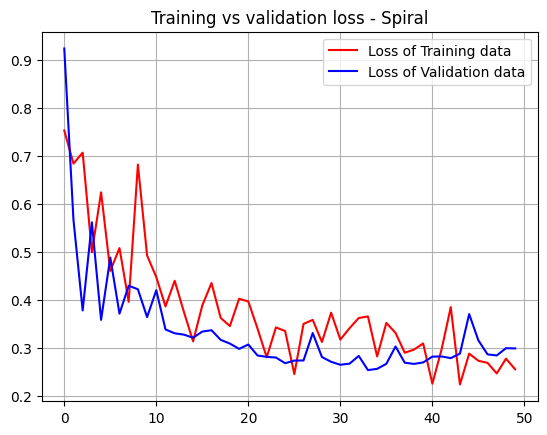 Training vs validation loss - Spiral
Loss of Training data
Loss of Validation data
0.9
0.8
0.7
0.6
0.5
0.4
0.3
0.2
0 10 20 30 40 50